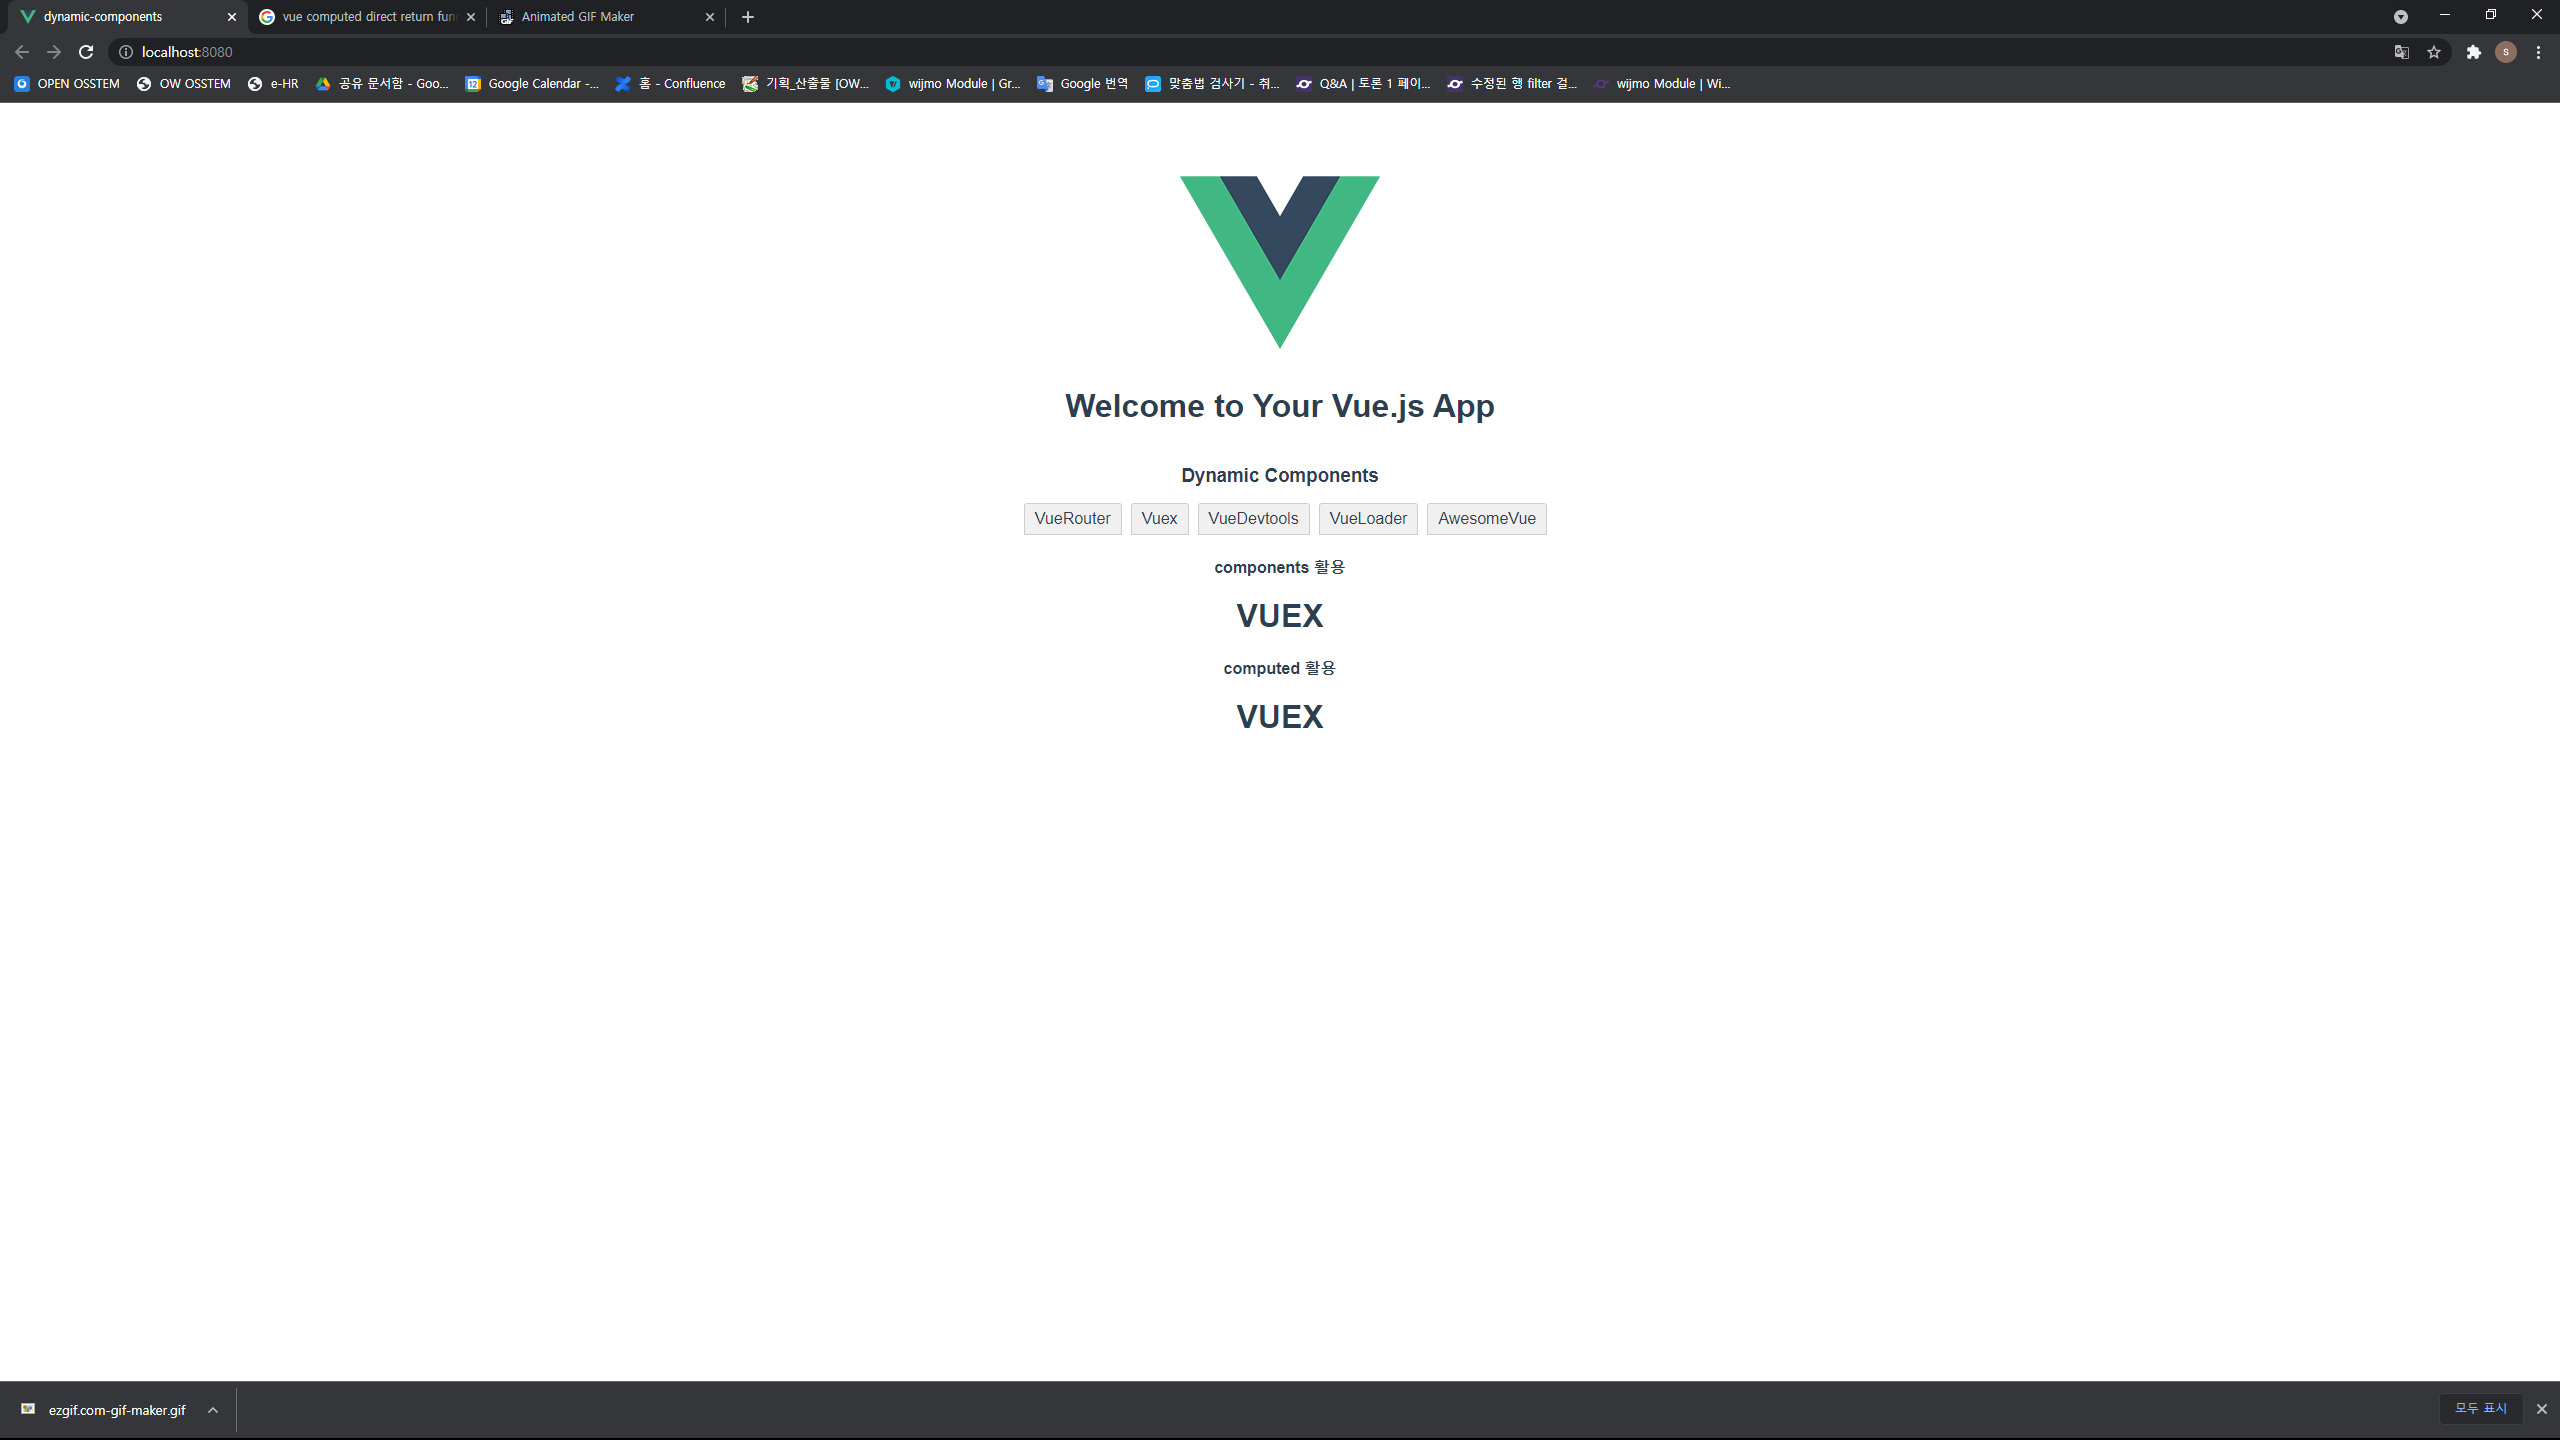 dynamic-components
vue computed direct return fun
Animated GIF Maker
localhost:8080
OPEN OSSTEM
OW OSSTEM
e-HR
공유 문서함 - Goo...
Google Calendar -...
홈 - Confluence
기획_산출물 [OW...
wijmo Module | Gr...
Google 번역
맞춤법 검사기 - 취...
Q&A | 토론 1 페이...
수정된 행 filter 걸...
wijmo Module | Wi...
Welcome to Your Vue.js App
Dynamic Components
VueRouter Vuex VueDevtools VueLoader AwesomeVue
components 활용
VUEX
computed 활용
VUEX
ezgif.com-gif-maker.gif
모두 표시